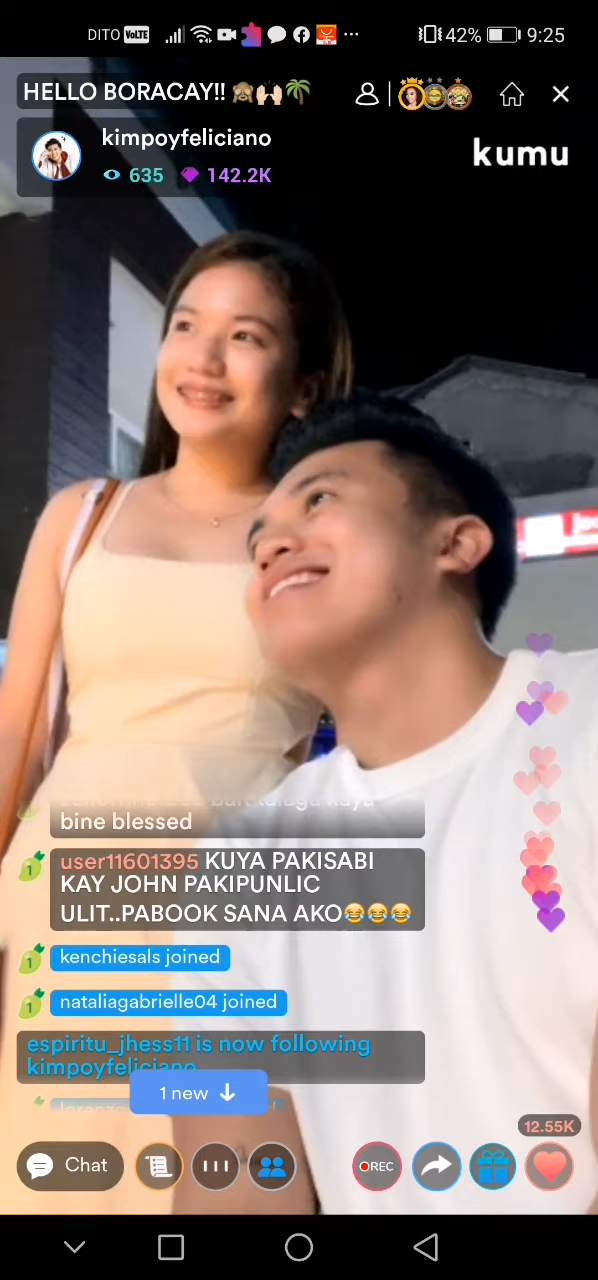 DITO VoLTE 42% 9:25
HELLO BORACAY!! 🙈🙌🏻🌴
kimpoyfeliciano
635 142.2K
kumu
bine blessed
user11601395 KUYA PAKISABI
KAY JOHN PAKIPUNLIC
ULIT..PABOOK SANA AKO😂😂😂
1 kenchiesals joined
1 nataliagabrielle04 joined
espiritu_jhess11 is now following
kimpoyfeliciano
1 new
12.55K
Chat
REC